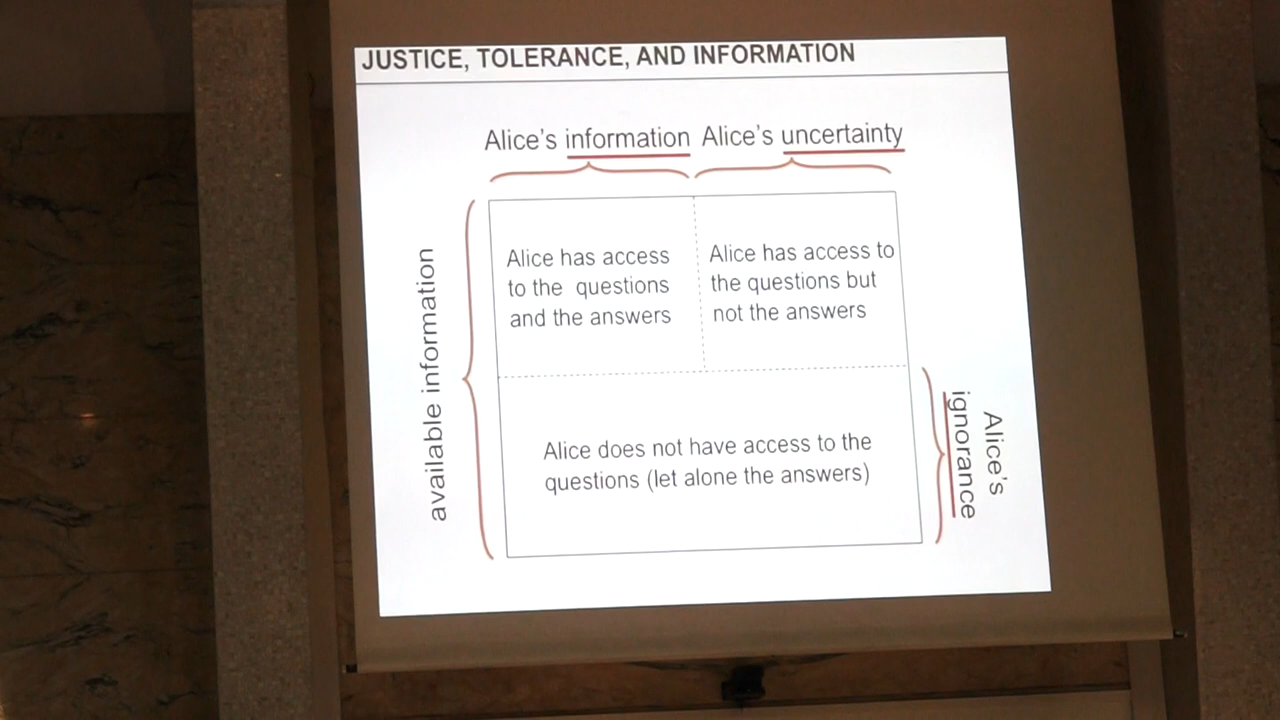 JUSTICE, TOLERANCE, AND INFORMATION
Alice's information Alice's uncertainty
available information
Alice has access
to the questions
and the answers
Alice has access to
the questions but
not the answers
Alice does not have access to the
questions (let alone the answers)
Alice's
ignorance